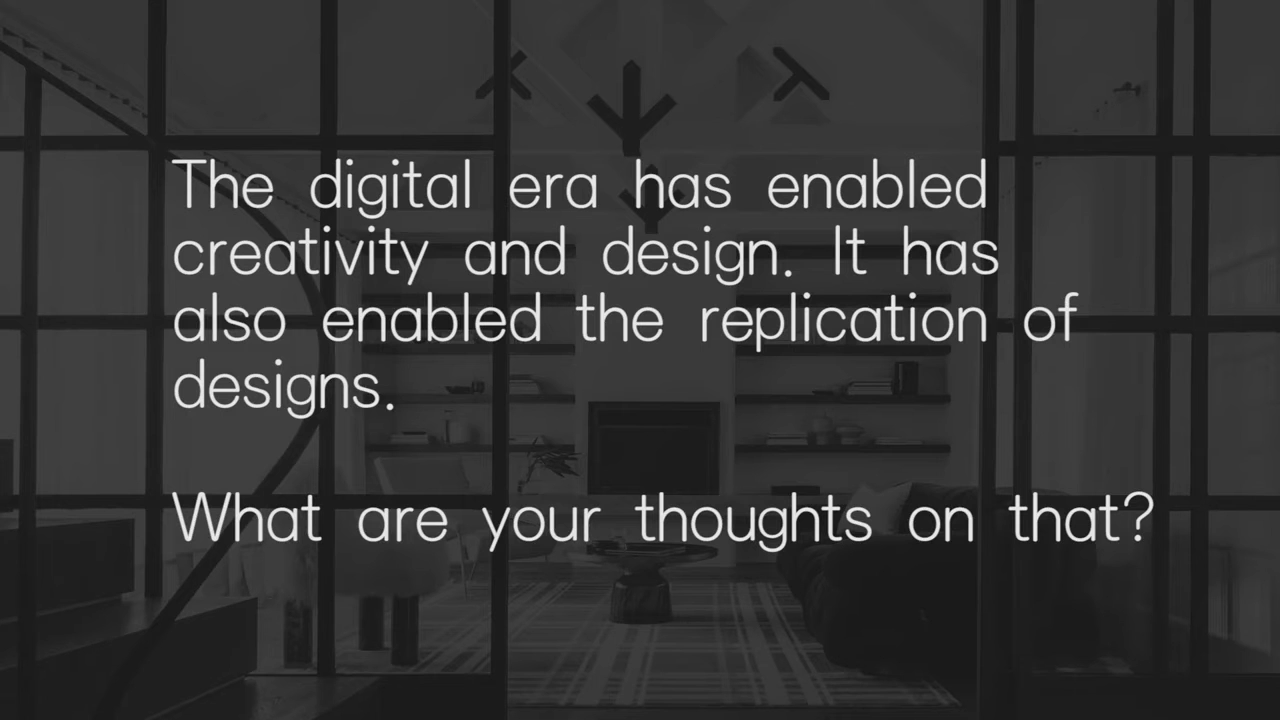 The digital era has enabled
creativity and design. It has
also enabled the replication of
designs.
What are your thoughts on that?